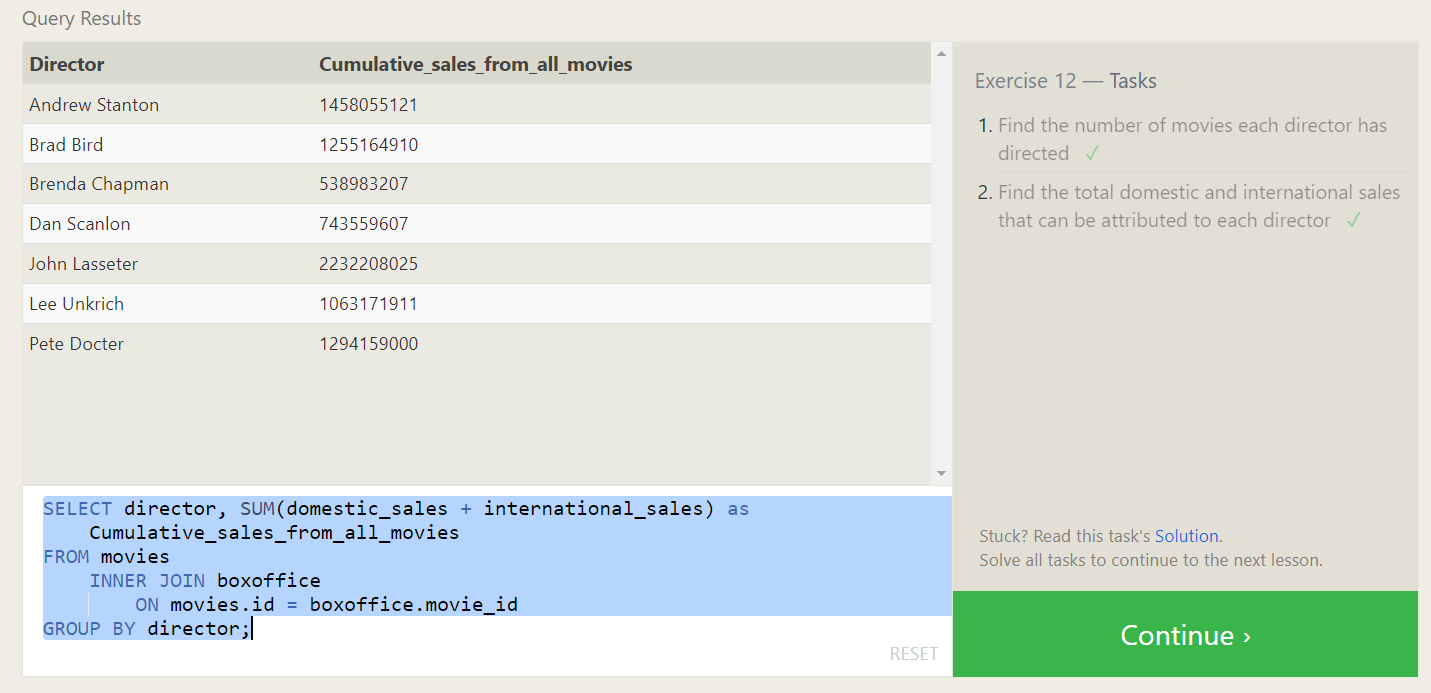 Query Results
Director Cumulative_sales_from_all_movies
Andrew Stanton 1458055121
Brad Bird 1255164910
Brenda Chapman 538983207
Dan Scanlon 743559607
John Lasseter 2232208025
Lee Unkrich 1063171911
Pete Docter 1294159000
SELECT director, SUM(domestic_sales + international_sales) as
Cumulative_sales_from_all_movies
FROM movies
INNER JOIN boxoffice
ON movies.id = boxoffice.movie_id
GROUP BY director;
RESET
Exercise 12 — Tasks
1. Find the number of movies each director has
directed ✓
2. Find the total domestic and international sales
that can be attributed to each director ✓
Stuck? Read this task's Solution.
Solve all tasks to continue to the next lesson.
Continue ›